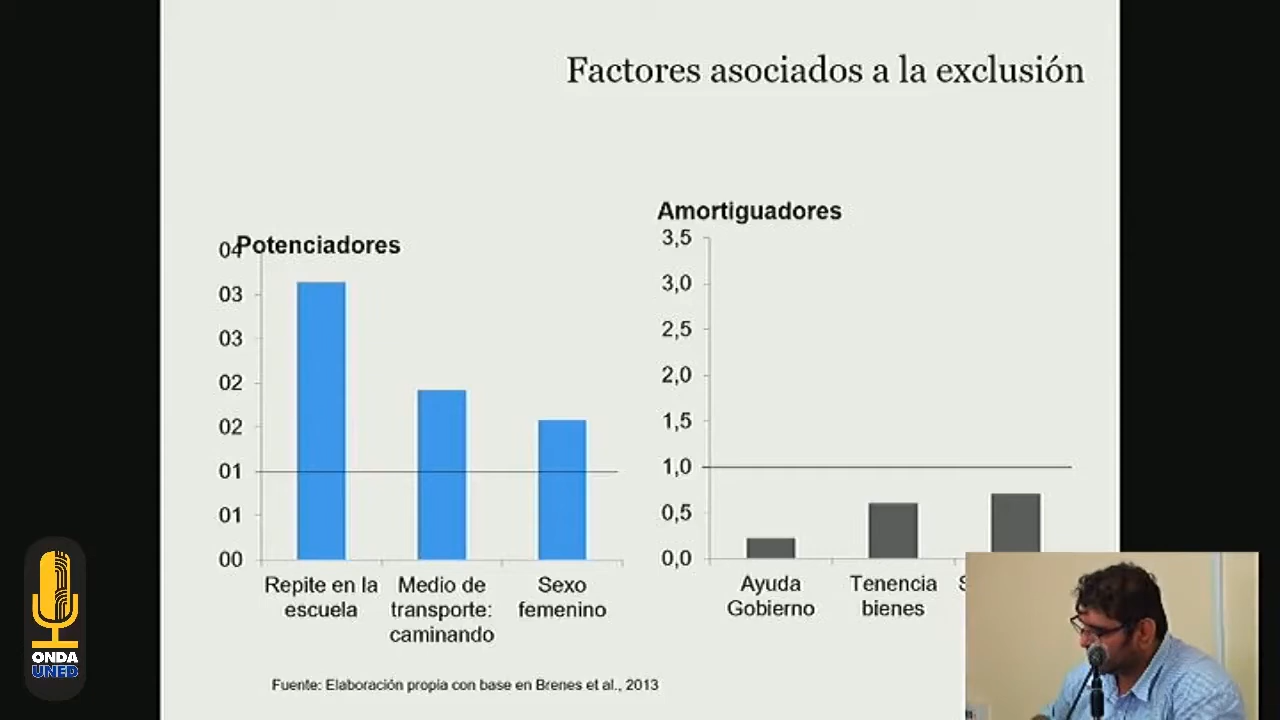 Factores asociados a la exclusión
Potenciadores
04
03
03
02
02
01
01
00
Repite en la
escuela
Medio de
transporte:
caminando
Sexo
femenino
Amortiguadores
3,5
3,0
2,5
2,0
1,5
1,0
0,5
0,0
Ayuda
Gobierno
Tenencia
bienes
Fuente: Elaboración propia con base en Brenes et al., 2013
ONDA
UNED